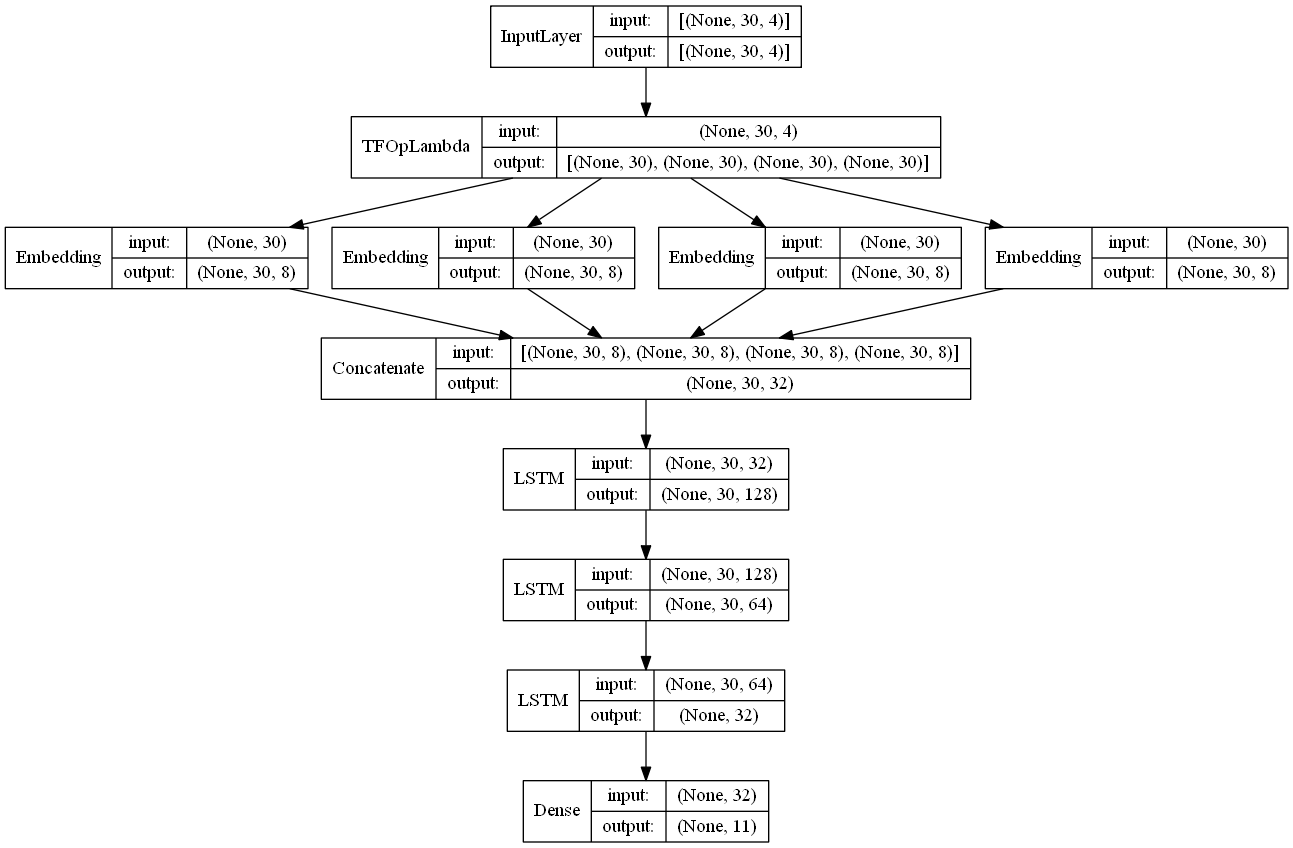 InputLayer input: [(None, 30, 4)]
output: [(None, 30, 4)]
TFOpLambda input: (None, 30, 4)
output: [(None, 30), (None, 30), (None, 30), (None, 30)]
Embedding input: (None, 30)
output: (None, 30, 8)
Embedding input: (None, 30)
output: (None, 30, 8)
Embedding input: (None, 30)
output: (None, 30, 8)
Embedding input: (None, 30)
output: (None, 30, 8)
Concatenate input: [(None, 30, 8), (None, 30, 8), (None, 30, 8), (None, 30, 8)]
output: (None, 30, 32)
LSTM input: (None, 30, 32)
output: (None, 30, 128)
LSTM input: (None, 30, 128)
output: (None, 30, 64)
LSTM input: (None, 30, 64)
output: (None, 32)
Dense input: (None, 32)
output: (None, 11)